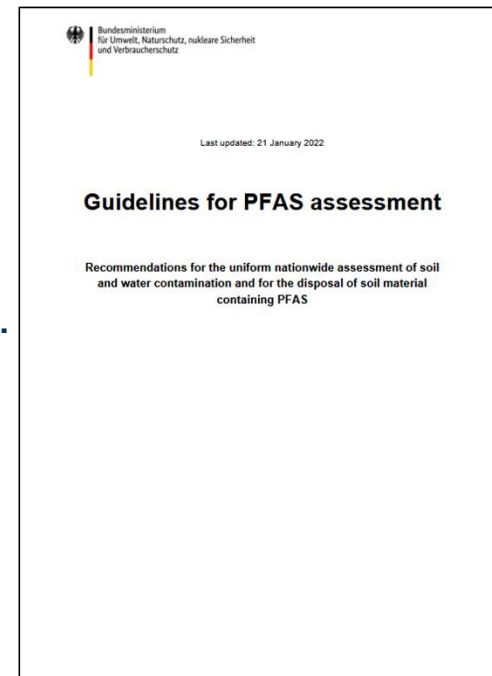 Bundesministerium
für Umwelt, Naturschutz, nukleare Sicherheit
und Verbraucherschutz
Last updated: 21 January 2022
Guidelines for PFAS assessment
Recommendations for the uniform nationwide assessment of soil
and water contamination and for the disposal of soil material
containing PFAS
.